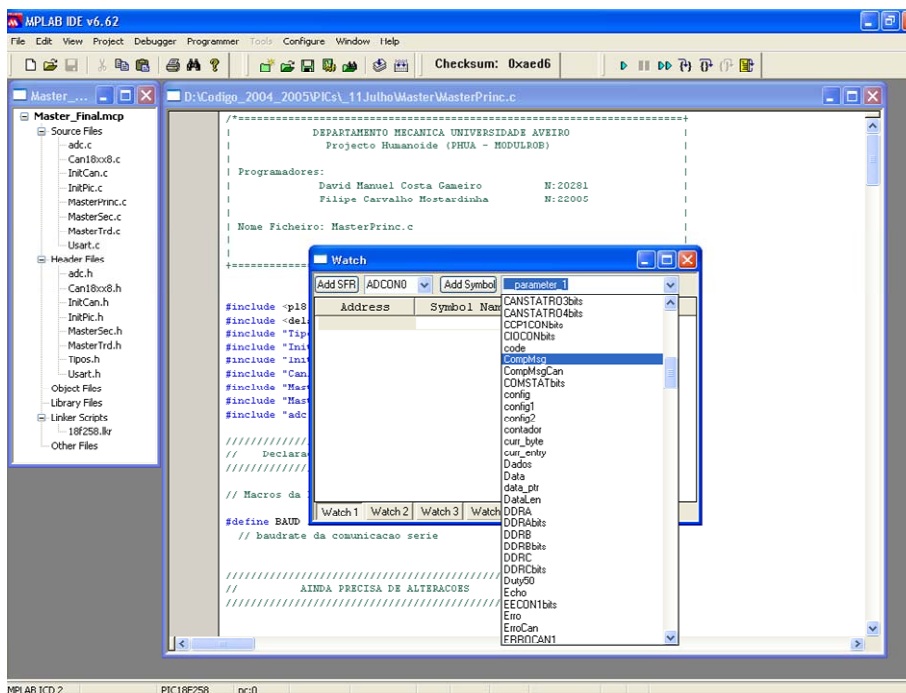 MPLAB IDE v6.62
File Edit View Project Debugger Programmer Tools Configure Window Help
Checksum: 0xaed6
Master_...
D:\Codigo_2004_2005\PICs\_11Julho\Master\MasterPrinc.c
Master_Final.mcp
Source Files
adc.c
Can18xx8.c
InitCan.c
InitPic.c
MasterPrinc.c
MasterSec.c
MasterTrd.c
Usart.c
Header Files
adc.h
Can18xx8.h
InitCan.h
InitPic.h
MasterSec.h
MasterTrd.h
Tipos.h
Usart.h
Object Files
Library Files
Linker Scripts
18f258.lkr
Other Files
DEPARTAMENTO MECANICA UNIVERSIDADE AVEIRO
Projecto Humanoide (PHUA - MODULROB)
Programadores:
David Manuel Costa Gameiro N:20281
Filipe Carvalho Mostardinha N:22005
Nome Ficheiro: MasterPrinc.c
#include <p18
#include <del
#include "Tip
#include "Ini
#include "Ini
#include "Can
#include "Mas
#include "Mas
#include "adc
// Declara
// Macros da
#define BAUD
// baudrate da comunicacao serie
// AINDA PRECISA DE ALTERACOES
Watch
Add SFR ADCON0 Add Symbol __parameter_1
Address Symbol Nam
CANSTATRO3bits
CANSTATRO4bits
CCP1CONbits
CIOCONbits
code
CompMsg
CompMsgCan
COMSTATbits
config
config1
config2
contador
curr_byte
curr_entry
Dados
Data
data_ptr
DataLen
DDRA
DDRAbits
DDRB
DDRBbits
DDRC
DDRCbits
Duty50
Echo
EECON1bits
Erro
ErroCan
ERROCAN1
Watch 1 Watch 2 Watch 3 Watch
MPLAB ICD 2 PIC18F258 pc:0